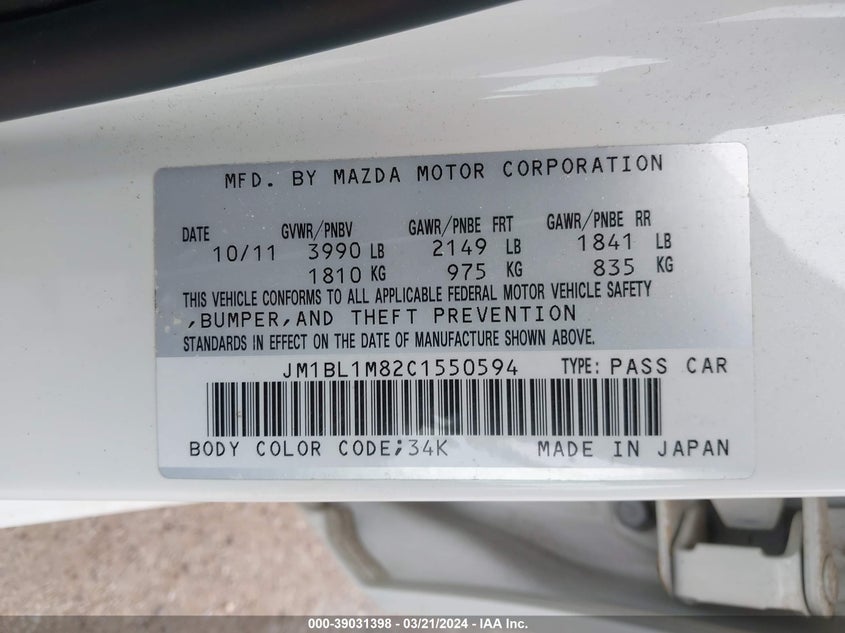 MFD. BY MAZDA MOTOR CORPORATION
DATE GVWR/PNBV GAWR/PNBE FRT GAWR/PNBE RR
10/11 3990 LB 2149 LB 1841 LB
1810 KG 975 KG 835 KG
THIS VEHICLE CONFORMS TO ALL APPLICABLE FEDERAL MOTOR VEHICLE SAFETY
,BUMPER,AND THEFT PREVENTION
STANDARDS IN EFFECT ON THE DATE OF MANUFACTURE SHOWN ABOVE.
JM1BL1M82C1550594 TYPE: PASS CAR
BODY COLOR CODE;34K MADE IN JAPAN
000-39031398 - 03/21/2024 - IAA Inc.